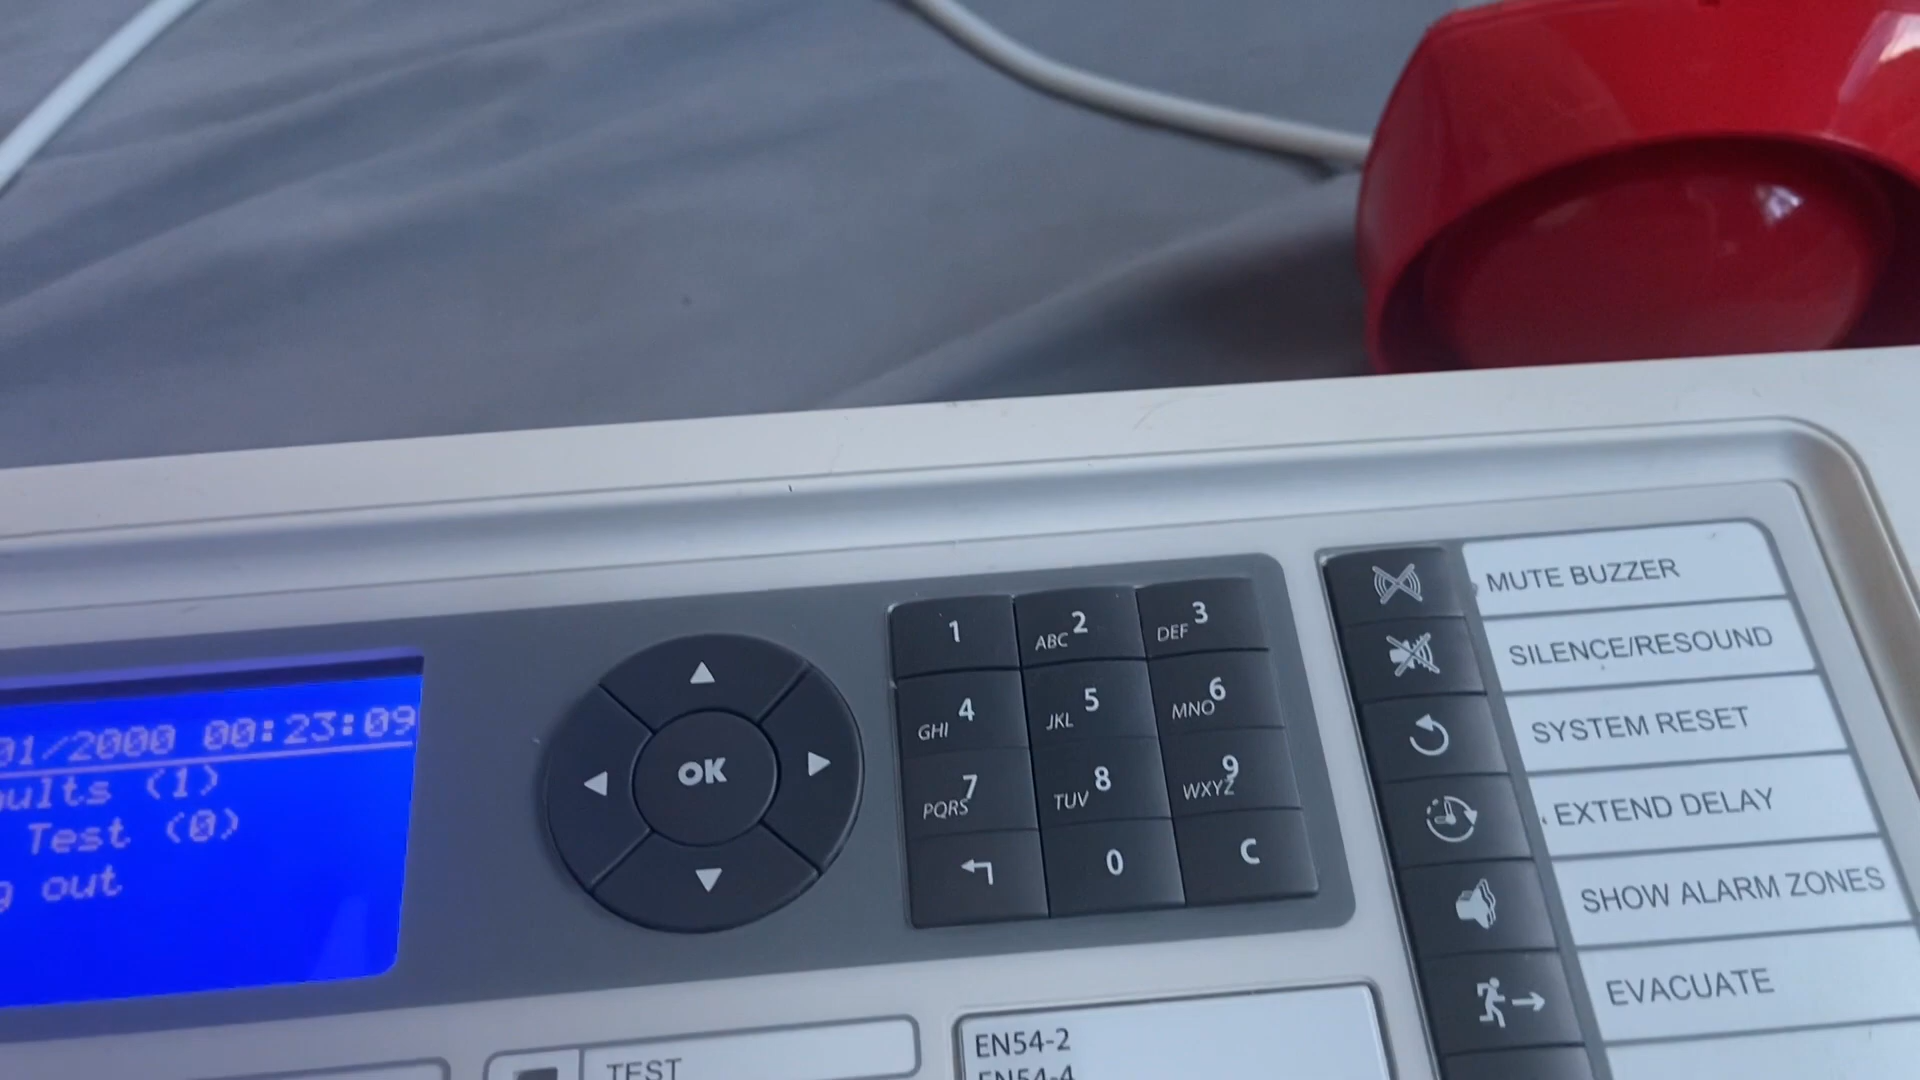 01/2000 00:23:09
ults (1)
Test (0)
g out
OK
1
ABC 2
DEF 3
GHI 4
JKL 5
MNO 6
PQRS 7
TUV 8
WXYZ 9
0
C
MUTE BUZZER
SILENCE/RESOUND
SYSTEM RESET
EXTEND DELAY
SHOW ALARM ZONES
EVACUATE
TEST
EN54-2
EN54-4